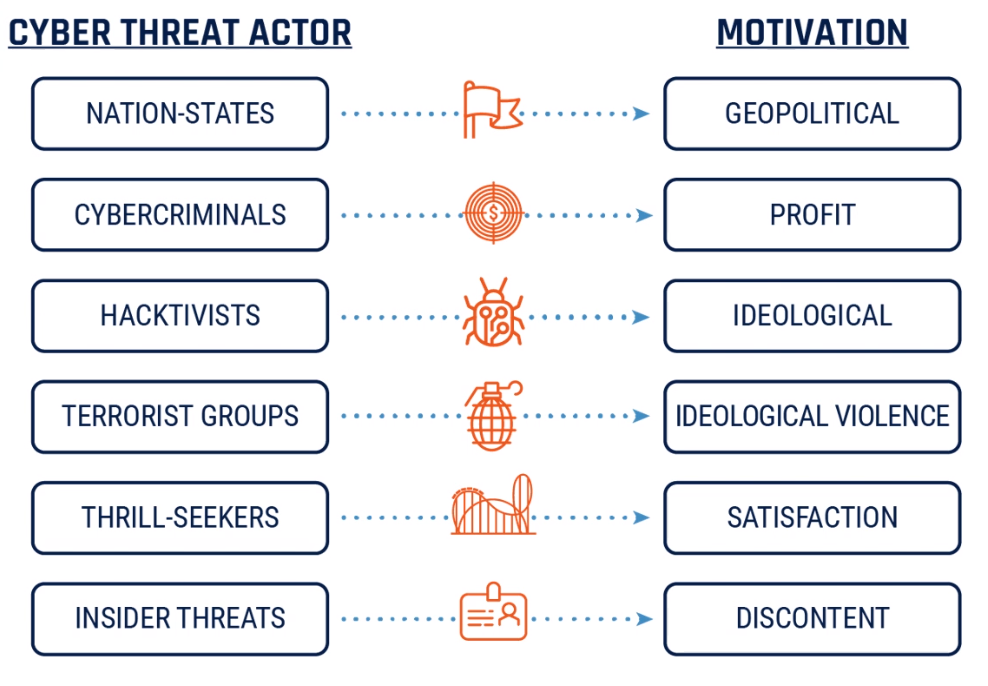 CYBER THREAT ACTOR MOTIVATION
NATION-STATES GEOPOLITICAL
CYBERCRIMINALS $ PROFIT
HACKTIVISTS IDEOLOGICAL
TERRORIST GROUPS IDEOLOGICAL VIOLENCE
THRILL-SEEKERS SATISFACTION
INSIDER THREATS DISCONTENT